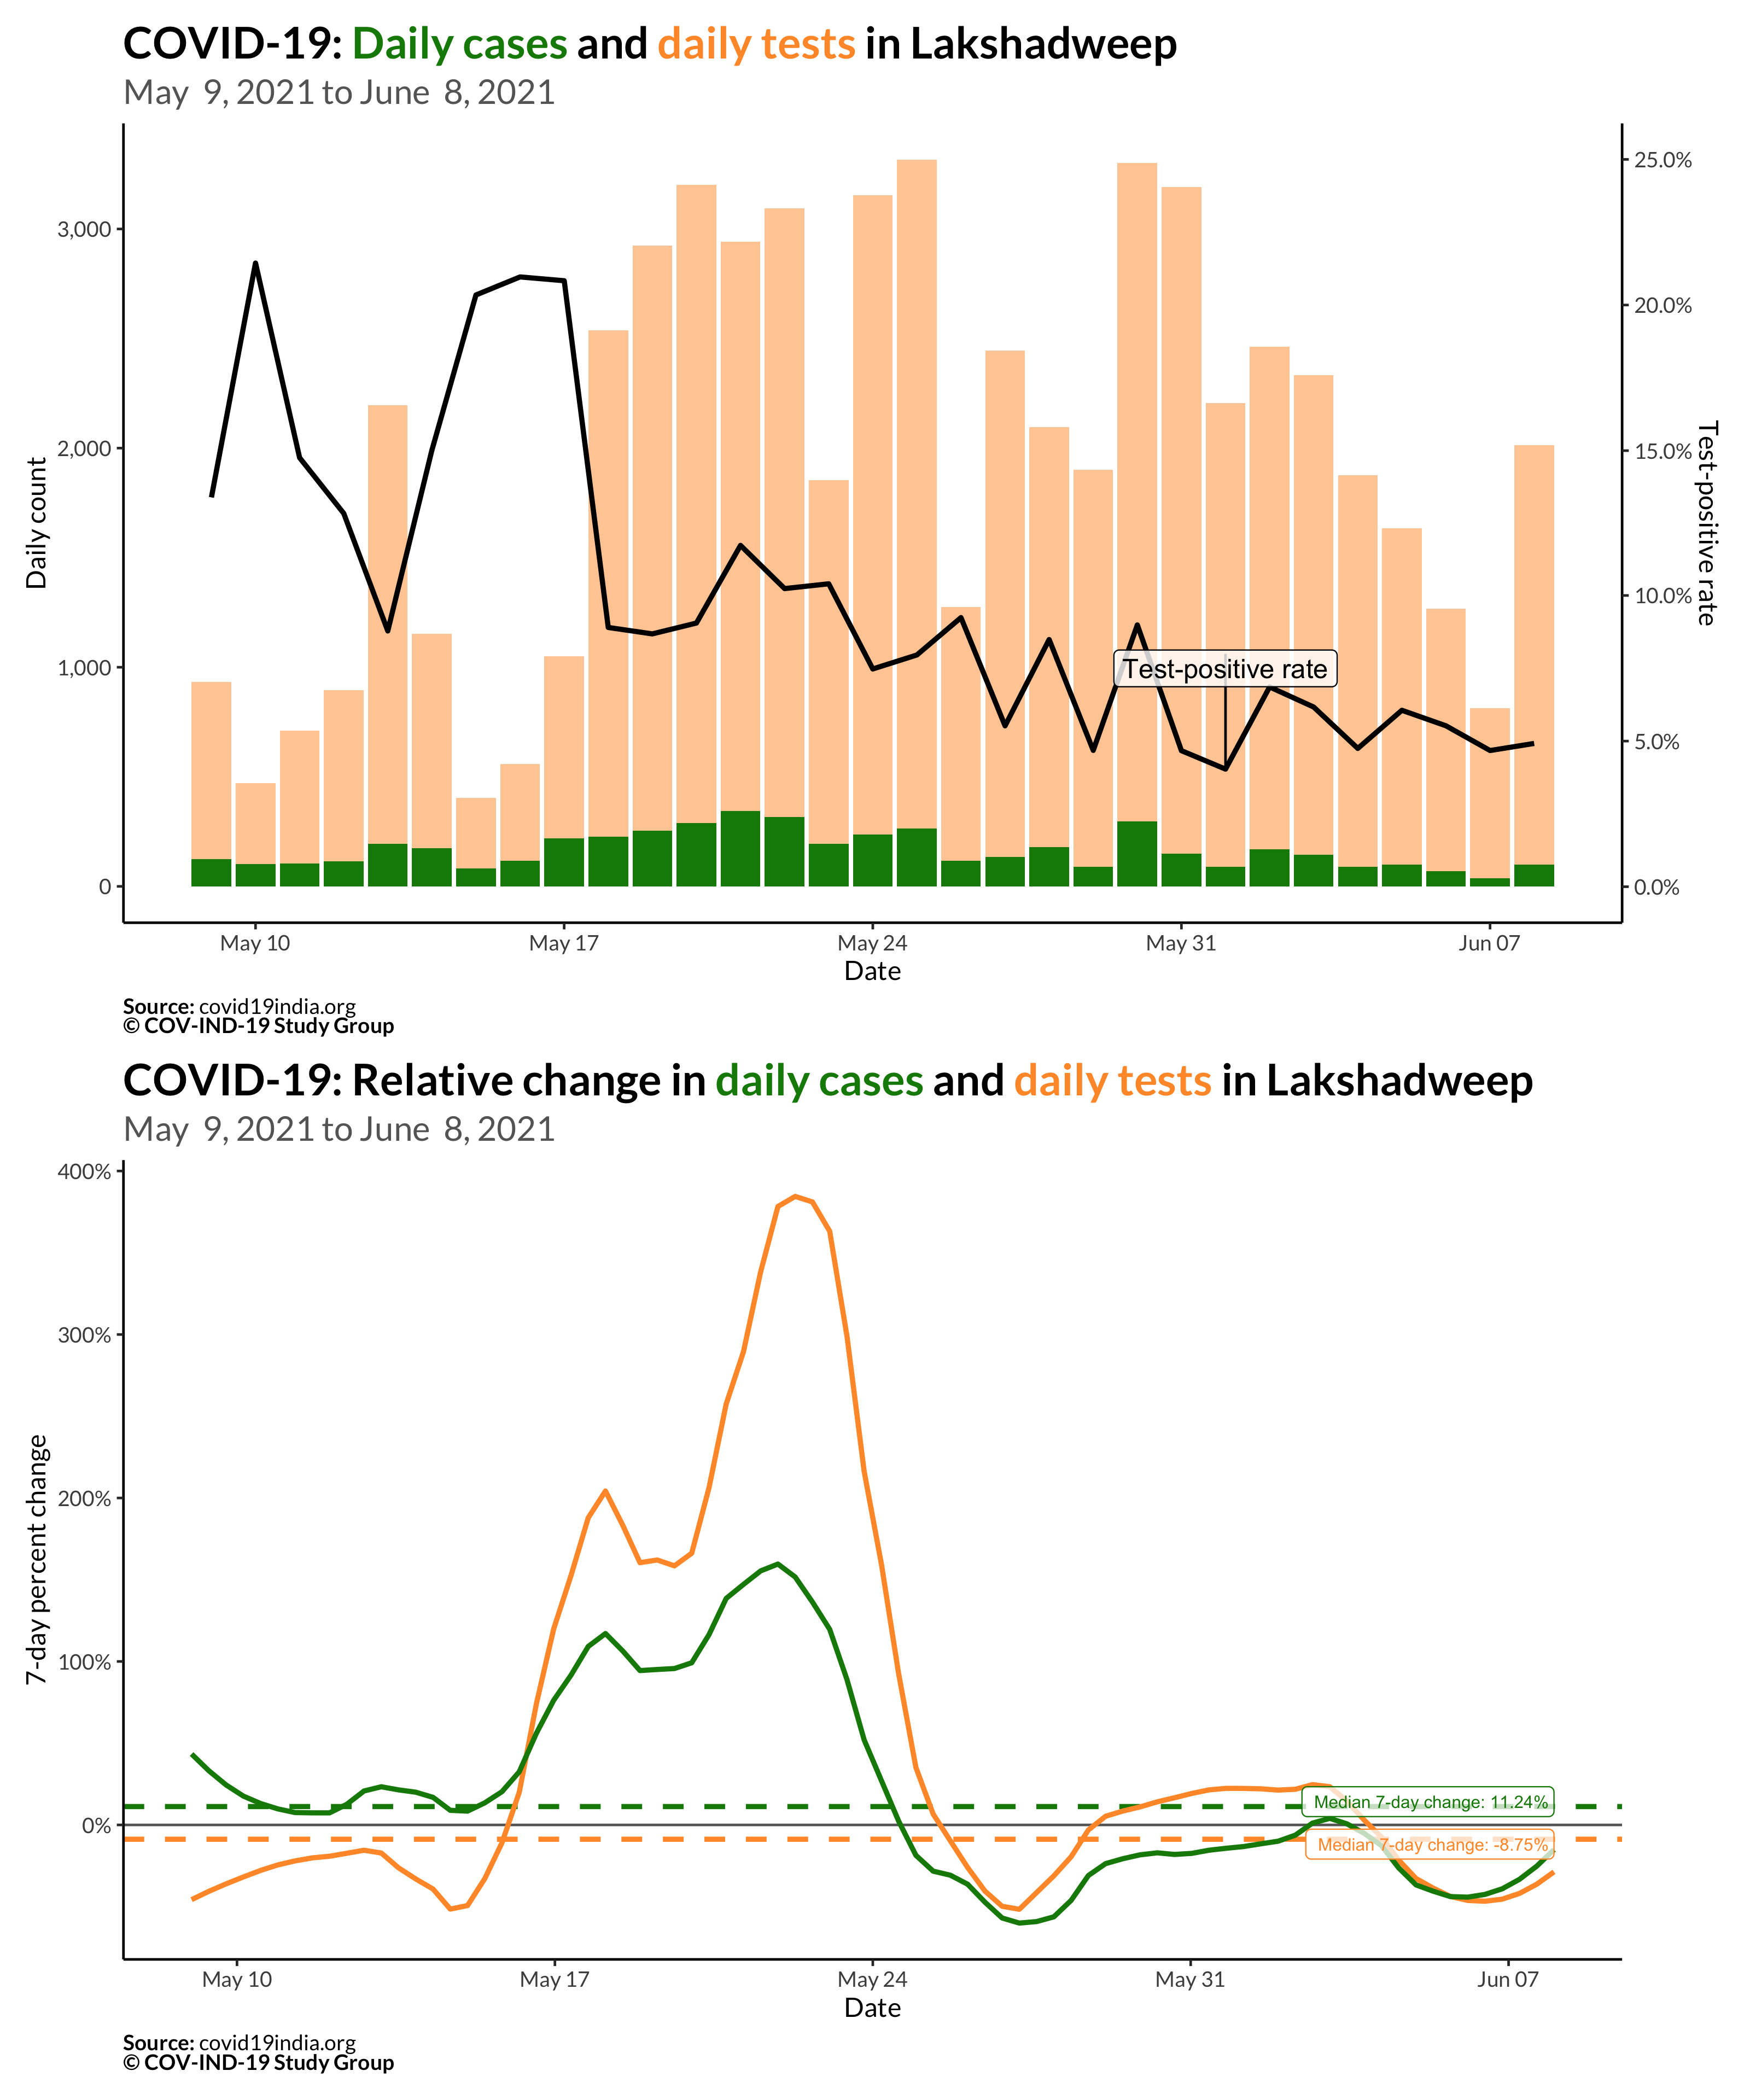 COVID-19: Daily cases and daily tests in Lakshadweep
May 9, 2021 to June 8, 2021
Daily count
3,000
2,000
1,000
0
25.0%
20.0%
15.0%
10.0%
5.0%
0.0%
Test-positive rate
Test-positive rate
May 10
May 17
May 24
May 31
Jun 07
Date
Source: covid19india.org
© COV-IND-19 Study Group
COVID-19: Relative change in daily cases and daily tests in Lakshadweep
May 9, 2021 to June 8, 2021
7-day percent change
400%
300%
200%
100%
0%
Median 7-day change: 11.24%
Median 7-day change: -8.75%
May 10
May 17
May 24
May 31
Jun 07
Date
Source: covid19india.org
© COV-IND-19 Study Group